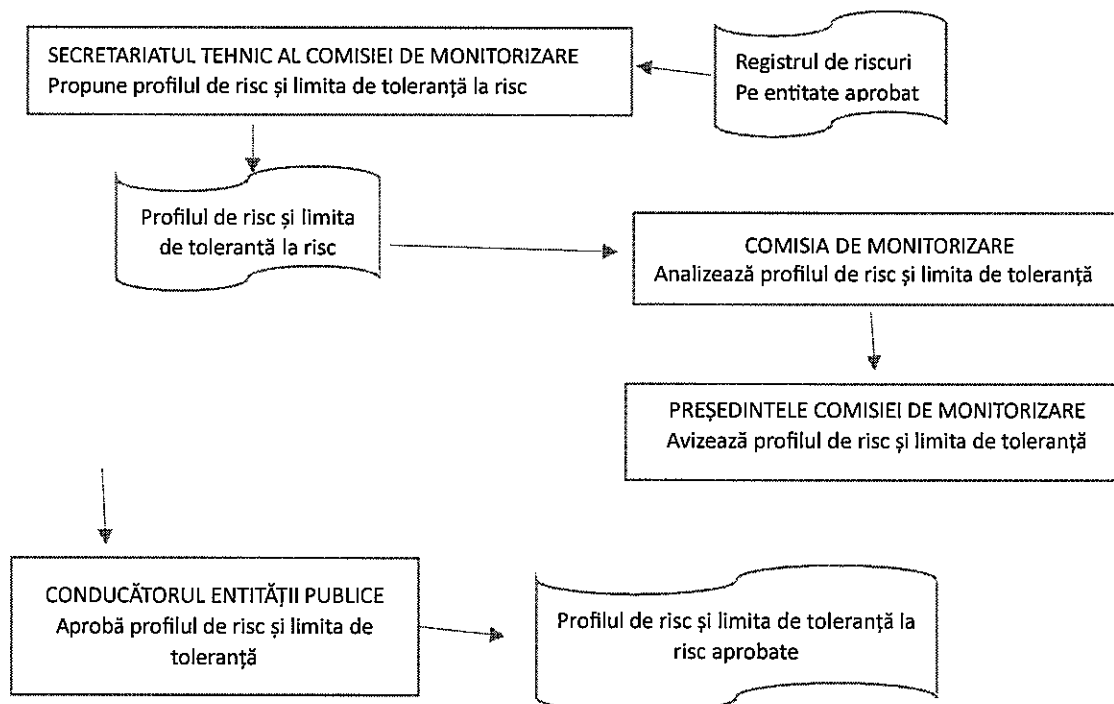 SECRETARIATUL TEHNIC AL COMISIEI DE MONITORIZARE
Propune profilul de risc și limita de toleranță la risc
Registrul de riscuri
Pe entitate aprobat
Profilul de risc și limita
de tolerantă la risc
COMISIA DE MONITORIZARE
Analizează profilul de risc și limita de toleranță
PREȘEDINTELE COMISIEI DE MONITORIZARE
Avizează profilul de risc și limita de toleranță
CONDUCĂTORUL ENTITĂȚII PUBLICE
Aprobă profilul de risc și limita de
toleranță
Profilul de risc și limita de toleranță la
risc aprobate